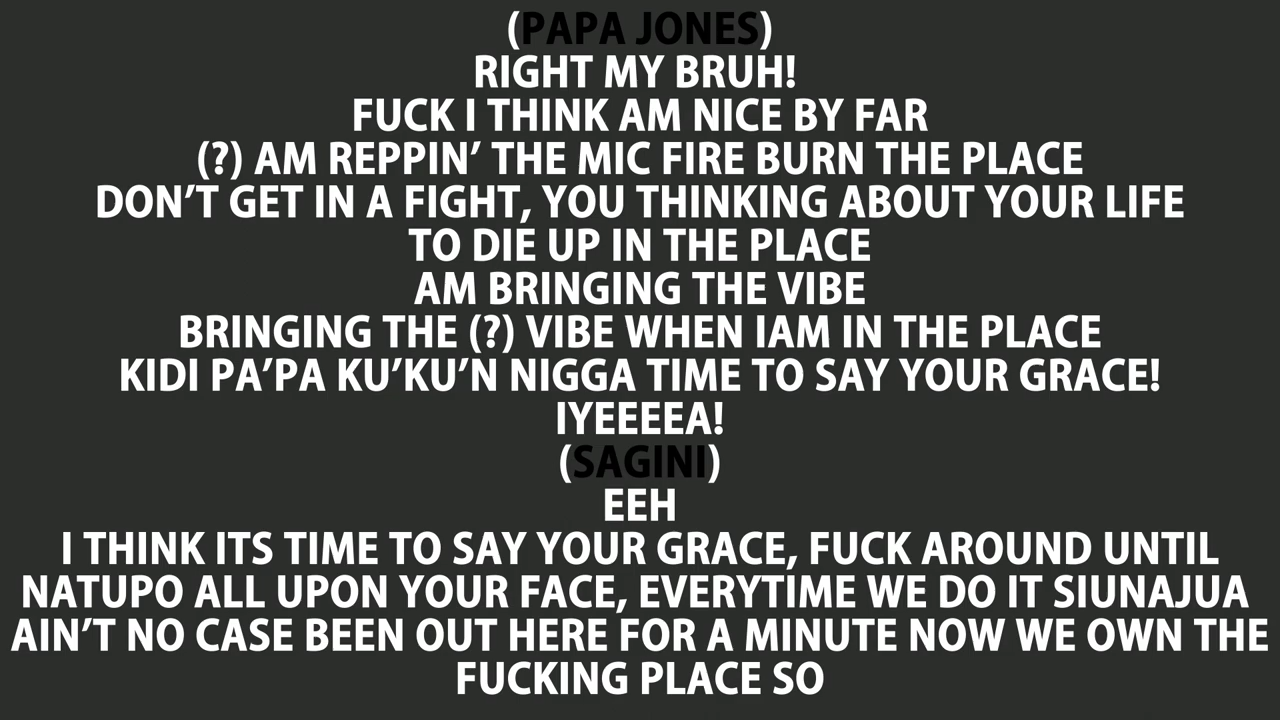 (PAPA JONES)
RIGHT MY BRUH!
FUCK I THINK AM NICE BY FAR
(?) AM REPPIN’ THE MIC FIRE BURN THE PLACE
DON’T GET IN A FIGHT, YOU THINKING ABOUT YOUR LIFE
TO DIE UP IN THE PLACE
AM BRINGING THE VIBE
BRINGING THE (?) VIBE WHEN IAM IN THE PLACE
KIDI PA’PA KU’KU’N NIGGA TIME TO SAY YOUR GRACE!
IYEEEEA!
(SAGINI)
EEH
I THINK ITS TIME TO SAY YOUR GRACE, FUCK AROUND UNTIL
NATUPO ALL UPON YOUR FACE, EVERYTIME WE DO IT SIUNAJUA
AIN’T NO CASE BEEN OUT HERE FOR A MINUTE NOW WE OWN THE
FUCKING PLACE SO